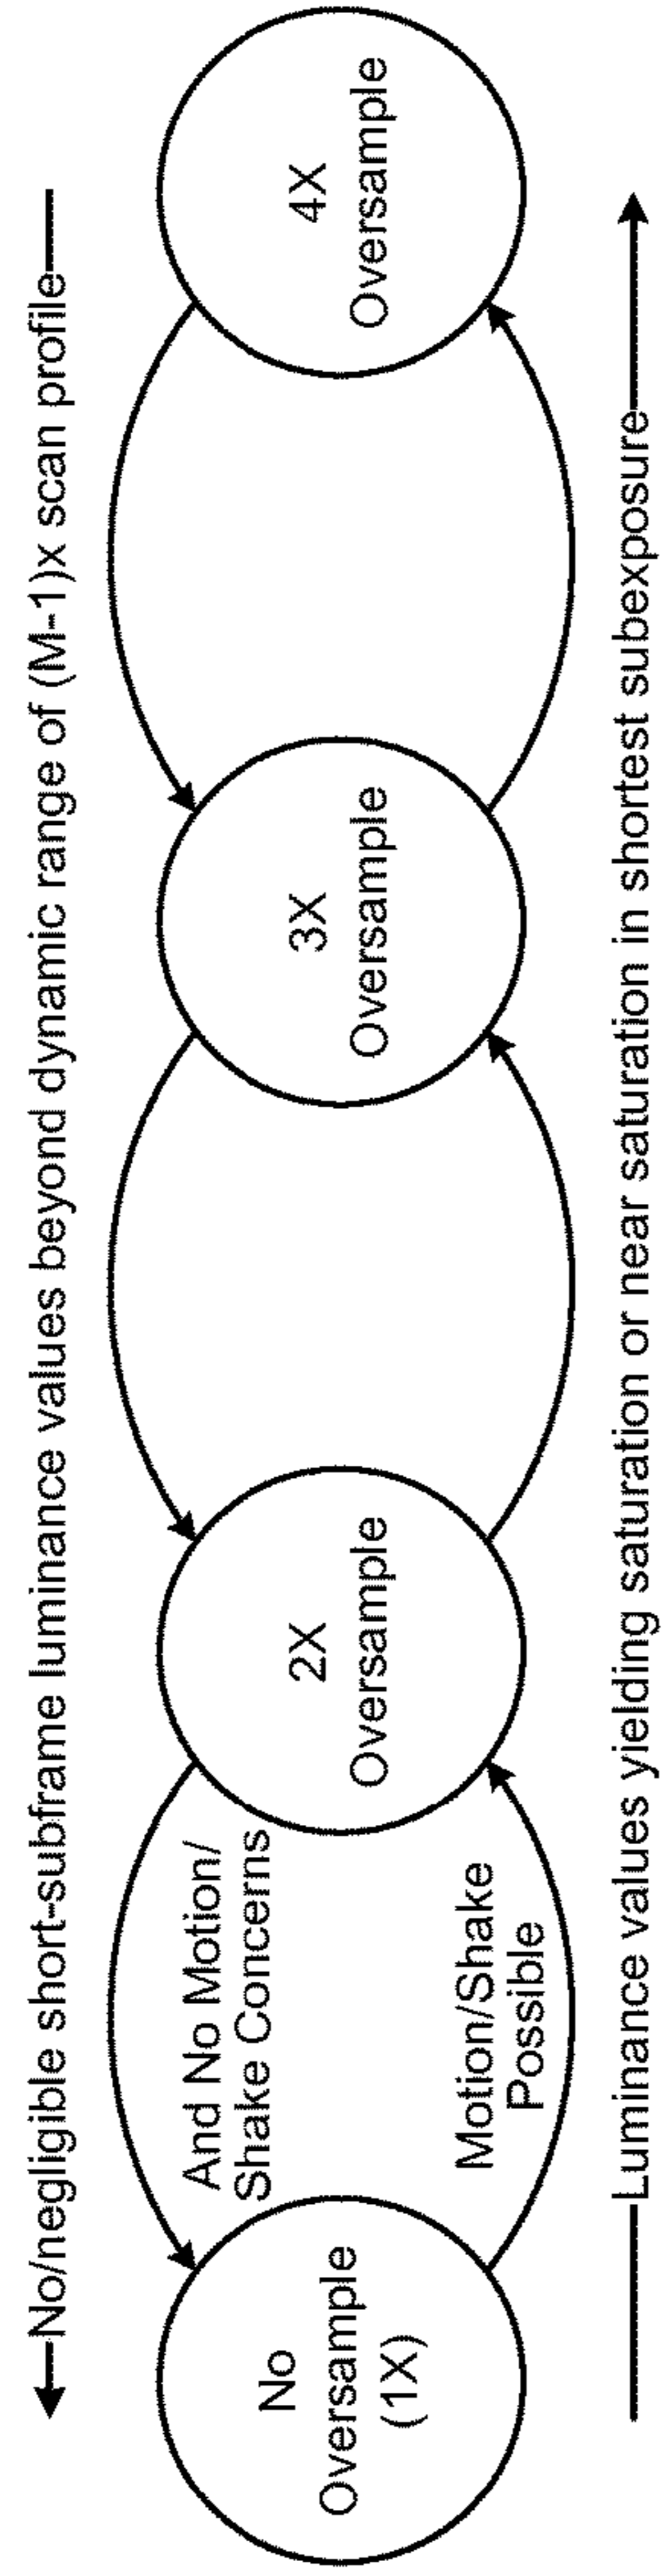 No/negligible short-subframe luminance values beyond dynamic range of (M-1)x scan profile
No
Oversample
(1X)
And No Motion/
Shake Concerns
Motion/Shake
Possible
2X
Oversample
3X
Oversample
4X
Oversample
Luminance values yielding saturation or near saturation in shortest subexposure